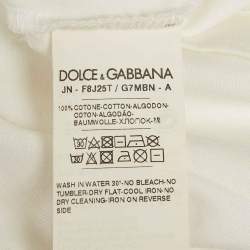 DOLCE & GABBANA
JN - F8J25T / G7MBN - A
100% COTONE-COTTON-ALGODON
COTON-ALGODÃO-
BAUMWOLLE-ХЛОПОК-棉
WASH IN WATER 30°-NO BLEACH-NO
TUMBLER-DRY FLAT-COOL IRON-NO
DRY CLEANING-IRON ON REVERSE
SIDE